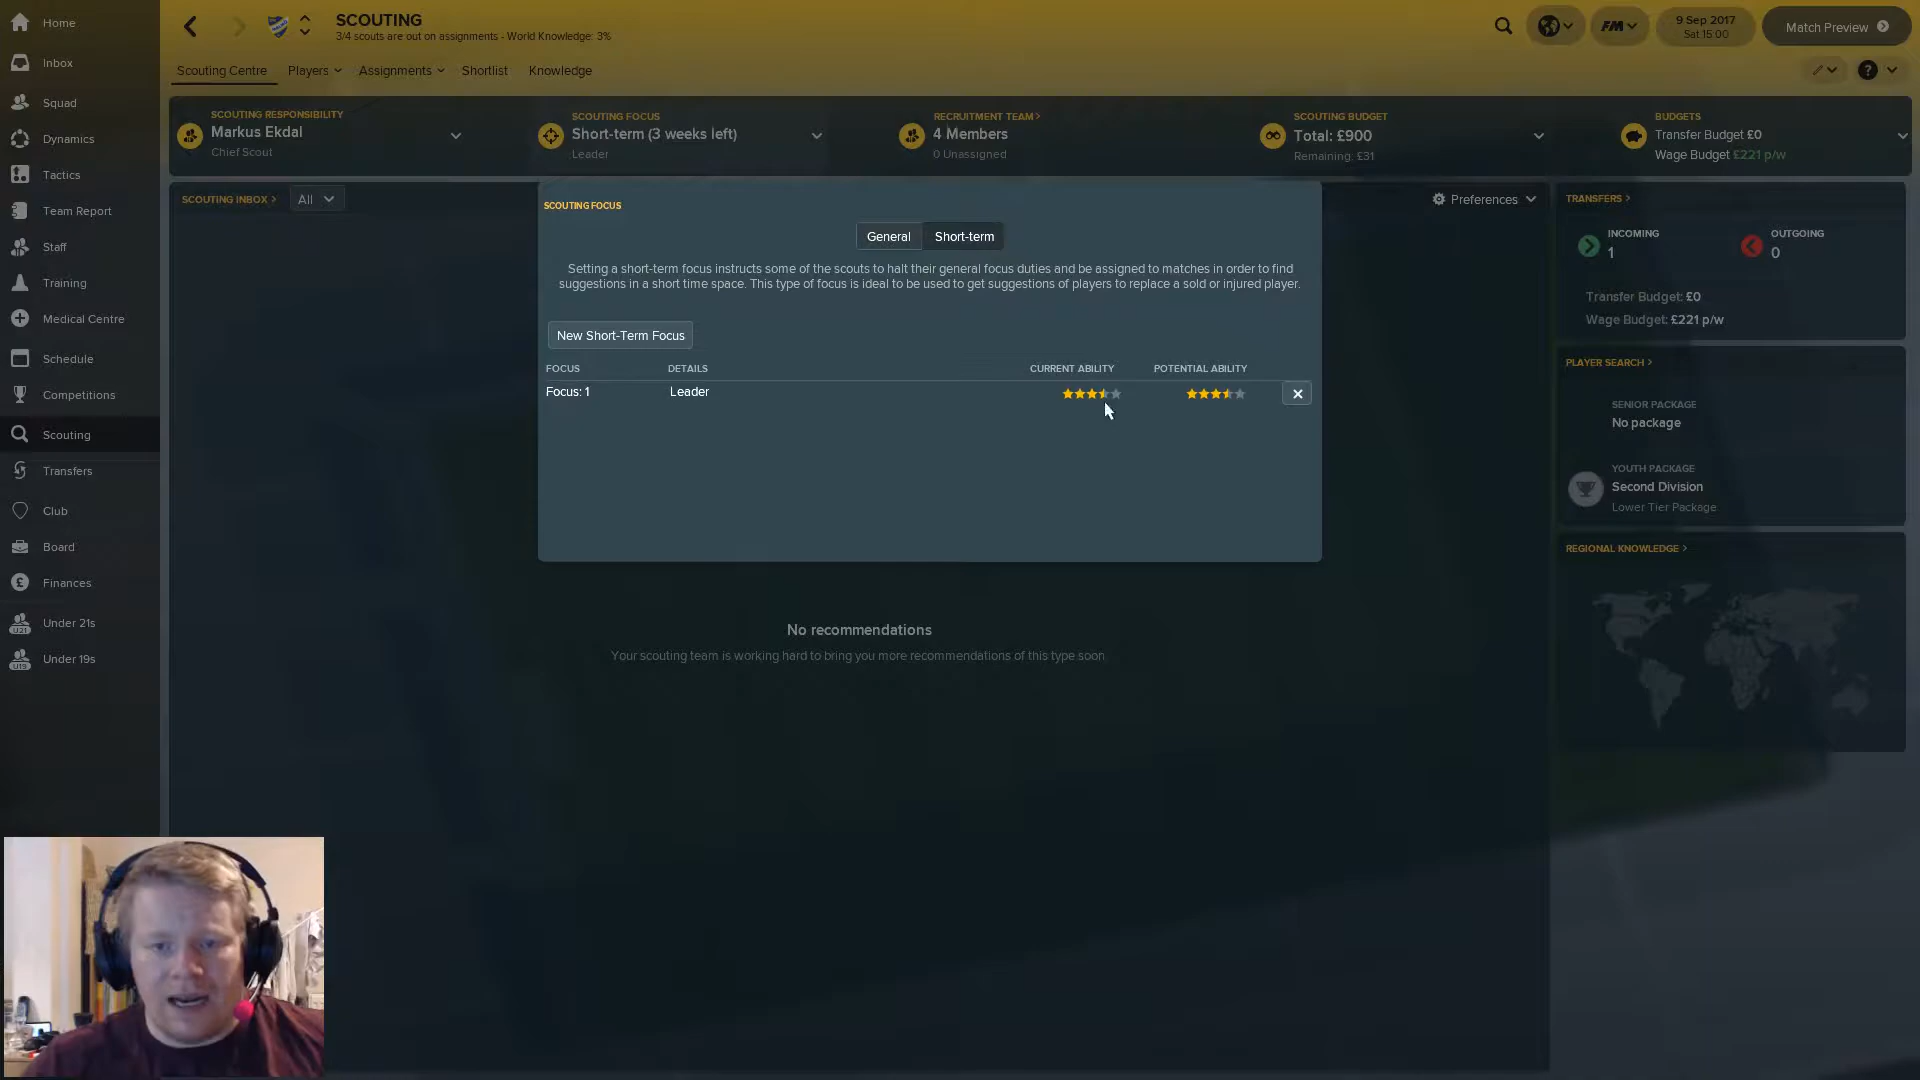 Home
Inbox
Squad
Dynamics
Tactics
Team Report
Staff
Training
Medical Centre
Schedule
Competitions
Scouting
Transfers
Club
Board
Finances
Under 21s
Under 19s
SCOUTING
3/4 scouts are out on assignments - World Knowledge: 3%
FM
9 Sep 2017
Sat 15:00
Match Preview
Scouting Centre
Players
Assignments
Shortlist
Knowledge
?
SCOUTING RESPONSIBILITY
Markus Ekdal
Chief Scout
SCOUTING FOCUS
Short-term (3 weeks left)
Leader
RECRUITMENT TEAM >
4 Members
0 Unassigned
SCOUTING BUDGET
Total: £900
Remaining: £31
BUDGETS
Transfer Budget £0
Wage Budget £221 p/w
SCOUTING INBOX >
All
Preferences
SCOUTING FOCUS
General
Short-term
Setting a short-term focus instructs some of the scouts to halt their general focus duties and be assigned to matches in order to find
suggestions in a short time space. This type of focus is ideal to be used to get suggestions of players to replace a sold or injured player.
New Short-Term Focus
FOCUS
DETAILS
CURRENT ABILITY
POTENTIAL ABILITY
Focus: 1
Leader
No recommendations
Your scouting team is working hard to bring you more recommendations of this type soon
TRANSFERS >
INCOMING
1
OUTGOING
0
Transfer Budget: £0
Wage Budget: £221 p/w
PLAYER SEARCH >
SENIOR PACKAGE
No package
YOUTH PACKAGE
Second Division
Lower Tier Package
REGIONAL KNOWLEDGE >